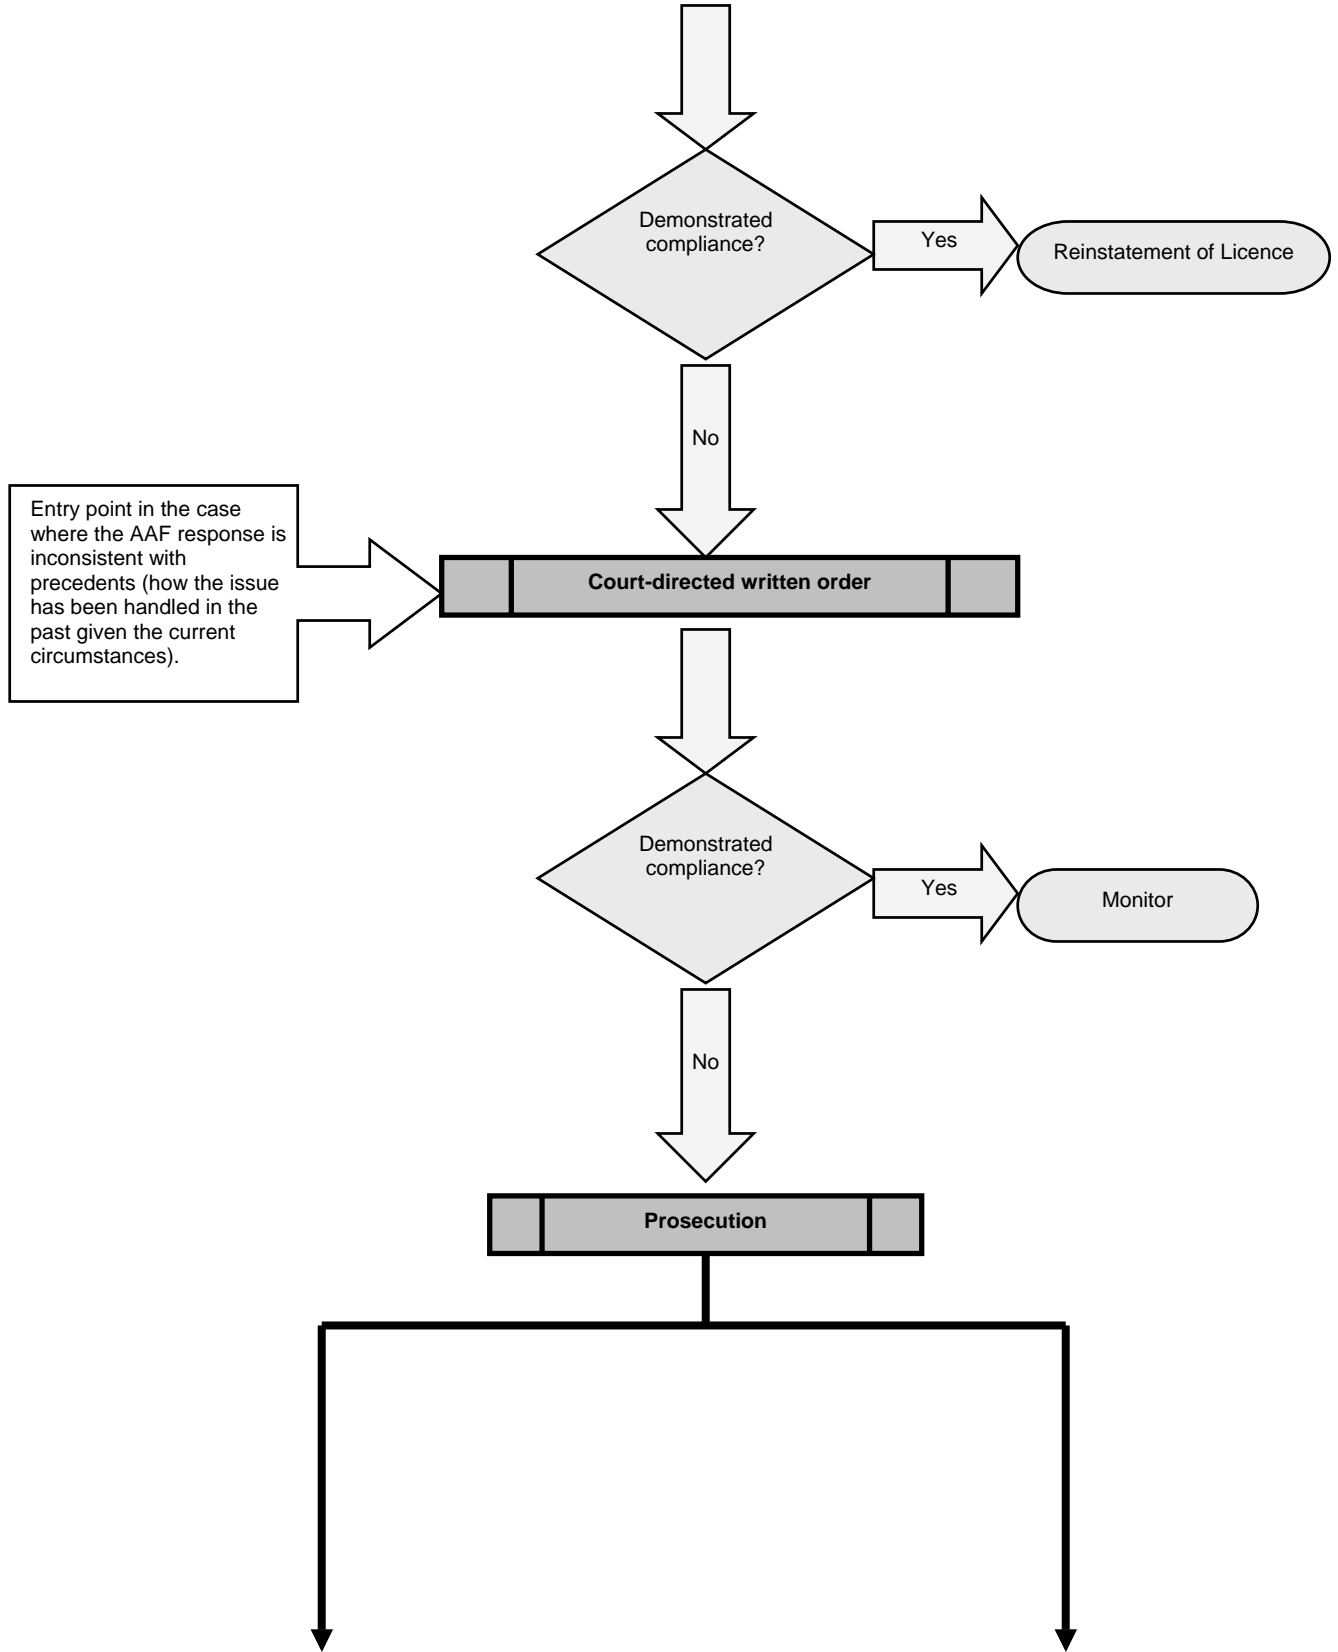 Demonstrated
compliance?
Yes
Reinstatement of Licence
No
Entry point in the case
where the AAF response is
inconsistent with
precedents (how the issue
has been handled in the
past given the current
circumstances).
Court-directed written order
Demonstrated
compliance?
Yes
Monitor
No
Prosecution